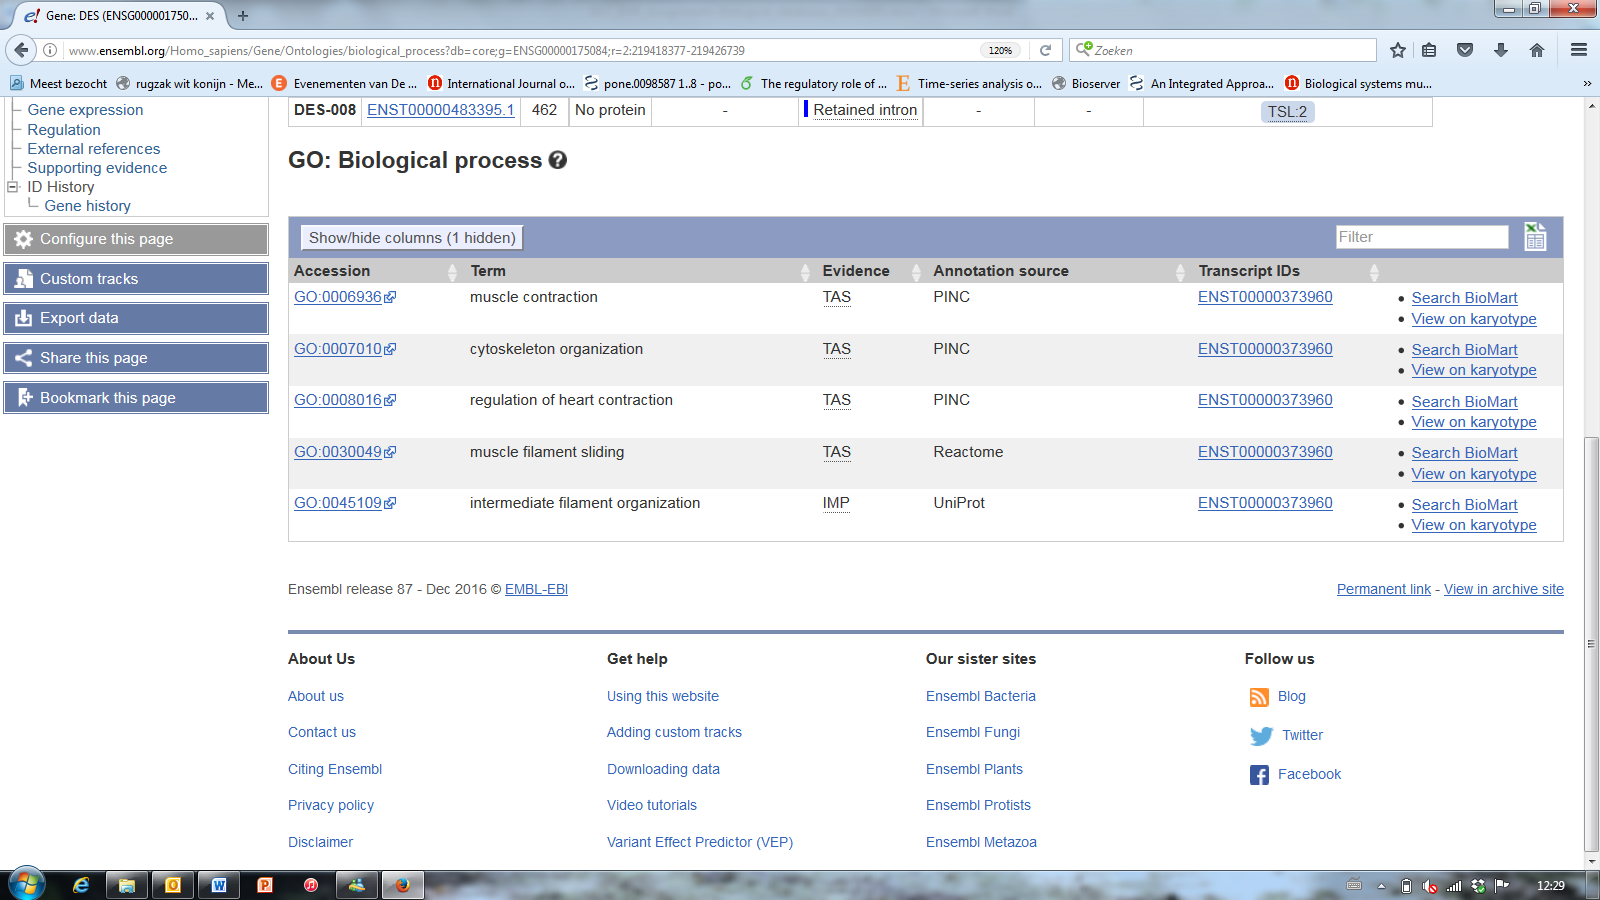 Gene: DES (ENSG000001750...
www.ensembl.org/Homo_sapiens/Gene/Ontologies/biological_process?db=core;g=ENSG00000175084;r=2:219418377-219426739 120% Zoeken
Meest bezocht rugzak wit konijn - Me... Evenementen van De ... International Journal o... pone.0098587 1..8 - po... The regulatory role of ... Time-series analysis o... Bioserver An Integrated Approa... Biological systems mu... »
Gene expression
Regulation
External references
Supporting evidence
ID History
Gene history
Configure this page
Custom tracks
Export data
Share this page
Bookmark this page
DES-008 ENST00000483395.1 462 No protein - Retained intron - - TSL:2
GO: Biological process ?
Show/hide columns (1 hidden) Filter
Accession Term Evidence Annotation source Transcript IDs
GO:0006936 muscle contraction TAS PINC ENST00000373960 • Search BioMart
• View on karyotype
GO:0007010 cytoskeleton organization TAS PINC ENST00000373960 • Search BioMart
• View on karyotype
GO:0008016 regulation of heart contraction TAS PINC ENST00000373960 • Search BioMart
• View on karyotype
GO:0030049 muscle filament sliding TAS Reactome ENST00000373960 • Search BioMart
• View on karyotype
GO:0045109 intermediate filament organization IMP UniProt ENST00000373960 • Search BioMart
• View on karyotype
Ensembl release 87 - Dec 2016 © EMBL-EBI Permanent link - View in archive site
About Us Get help Our sister sites Follow us
About us Using this website Ensembl Bacteria Blog
Contact us Adding custom tracks Ensembl Fungi Twitter
Citing Ensembl Downloading data Ensembl Plants Facebook
Privacy policy Video tutorials Ensembl Protists
Disclaimer Variant Effect Predictor (VEP) Ensembl Metazoa
12:29